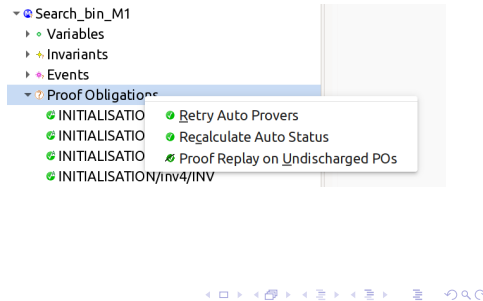 Search_bin_M1
Variables
Invariants
Events
Proof Obligations
INITIALISATIO
Retry Auto Provers
INITIALISATIO
Recalculate Auto Status
INITIALISATIO
Proof Replay on Undischarged POs
INITIALISATION/inv4/INV